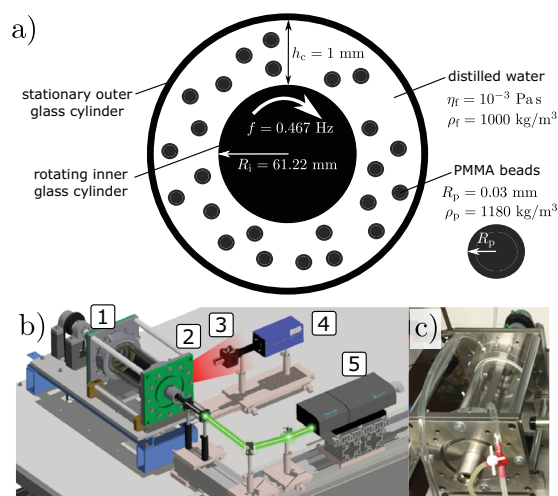 a)
h_c = 1 mm
stationary outer
glass cylinder
distilled water
η_f = 10⁻³ Pa s
ρ_f = 1000 kg/m³
f = 0.467 Hz
R_i = 61.22 mm
rotating inner
glass cylinder
PMMA beads
R_p = 0.03 mm
ρ_p = 1180 kg/m³
R_p
b)
1
2
3
4
5
c)